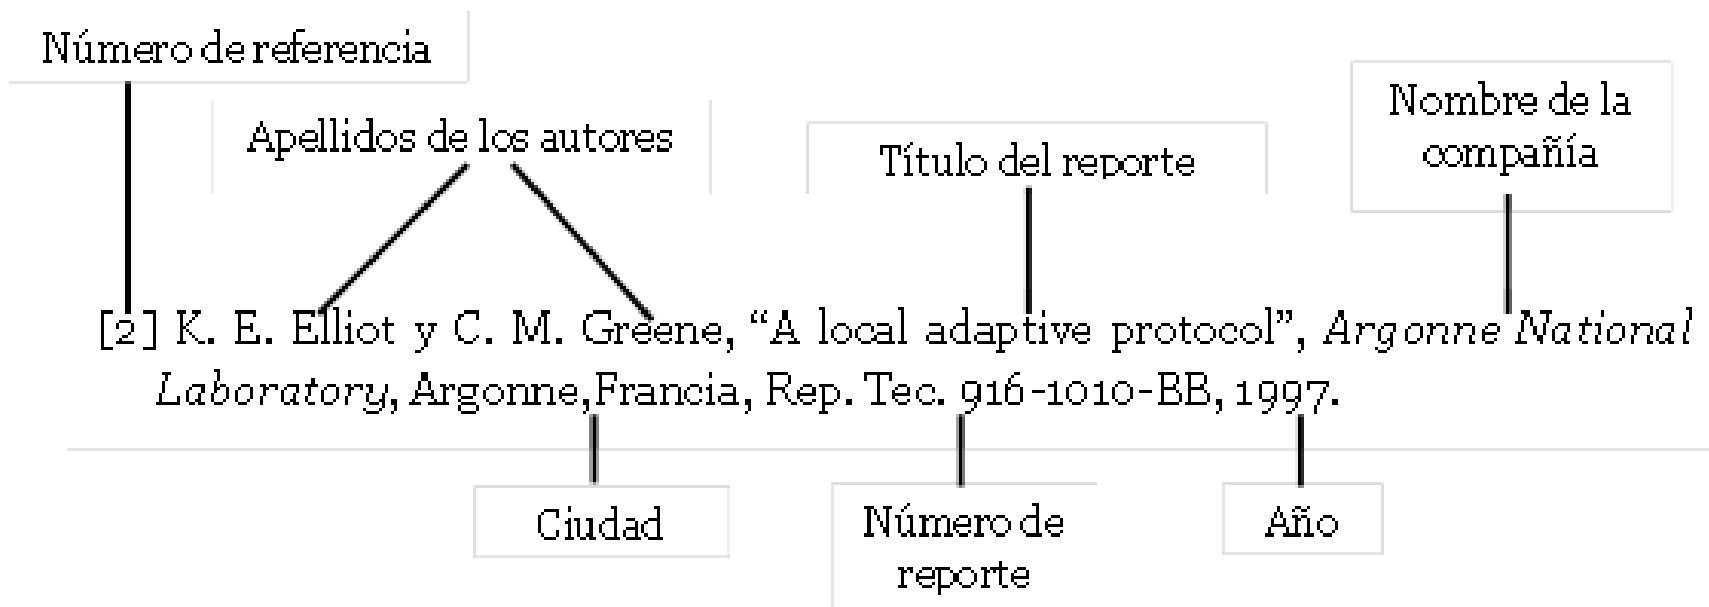 Número de referencia
Apellidos de los autores
Título del reporte
Nombre de la
compañía
[2] K. E. Elliot y C. M. Greene, “A local adaptive protocol”, Argonne National
Laboratory, Argonne,Francia, Rep. Tec. 916-1010-BB, 1997.
Ciudad
Número de
reporte
Año